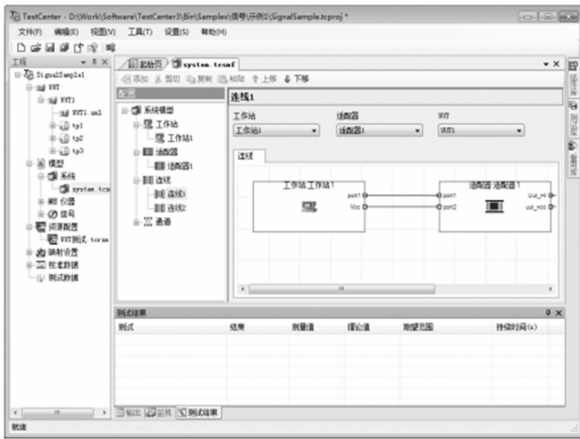 TestCenter - D:\Work\Software\TestCenter3\Bin\Samples\信号\示例1\SignalSample.tcproj *
文件(F) 编辑(E) 视图(V) 工具(T) 设置(S) 帮助(H)
工程
SignalSample1
UUT
UUT1
UUT1.uml
tp1
tp2
tp3
模型
系统
system.tcs
仪器
信号
资源配置
UUT测试.tcram
映射设置
校准数据
测试数据
起始页 system.tcsmf
添加 剪切 复制 粘贴 上移 下移
系统模型
工作站
工作站1
适配器
适配器1
连线
连线1
连线2
通道
连线1
工作站 适配器 UUT
工作站1 适配器1 UUT1
连线
工作站:工作站1 适配器:适配器1
port1 port1
Vcc port2
测试结果
测试 结果 测量值 理论值 期望范围 持续时间(s)
输出 监视 测试结果
就绪